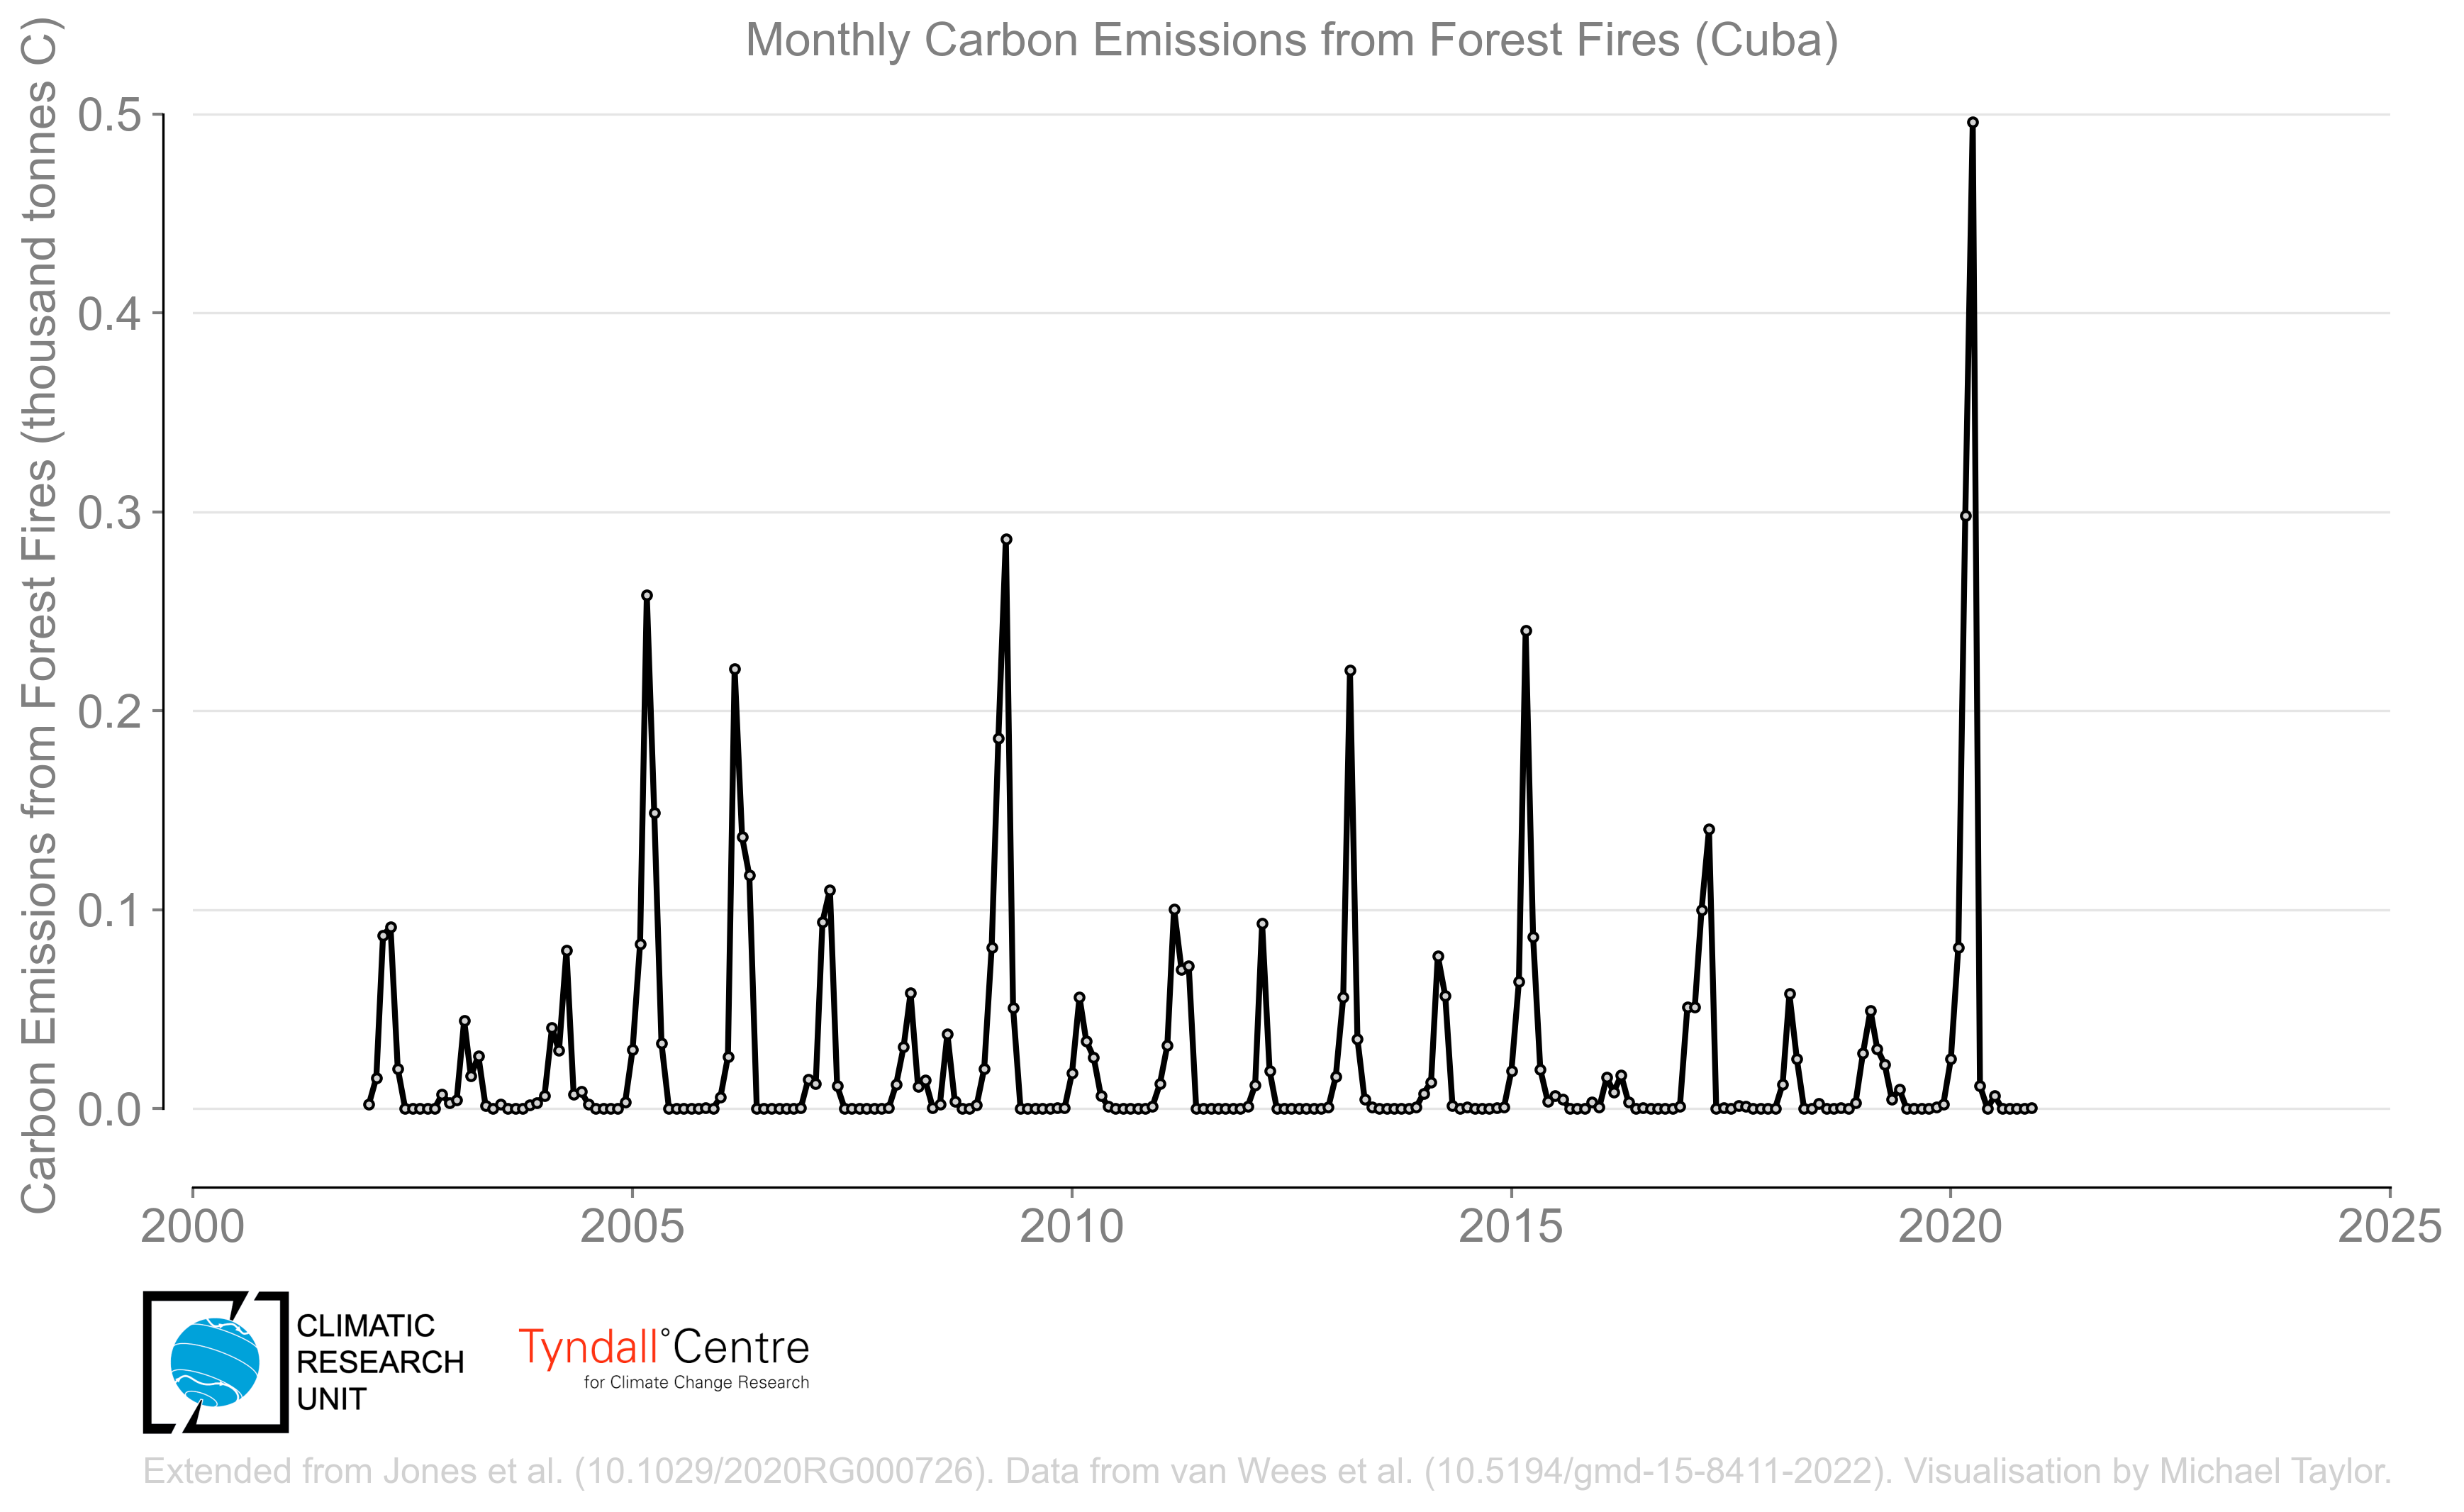 Monthly Carbon Emissions from Forest Fires (Cuba)
Carbon Emissions from Forest Fires (thousand tonnes C)
0.5
0.4
0.3
0.2
0.1
0.0
2000
2005
2010
2015
2020
2025
CLIMATIC
RESEARCH
UNIT
Tyndall°Centre
for Climate Change Research
Extended from Jones et al. (10.1029/2020RG000726). Data from van Wees et al. (10.5194/gmd-15-8411-2022). Visualisation by Michael Taylor.